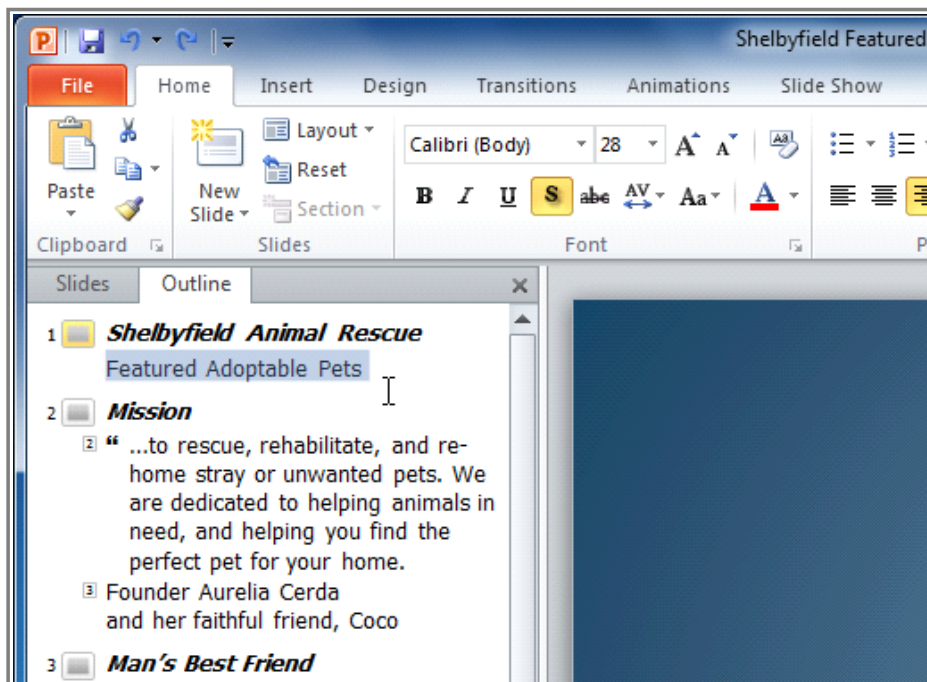 Shelbyfield Featured
File Home Insert Design Transitions Animations Slide Show
Paste
New Slide
Layout
Reset
Section
Calibri (Body) 28
B I U S abc AV Aa A
Clipboard Slides Font P
Slides Outline
1 Shelbyfield Animal Rescue
Featured Adoptable Pets
2 Mission
2 “ ...to rescue, rehabilitate, and re-
home stray or unwanted pets. We
are dedicated to helping animals in
need, and helping you find the
perfect pet for your home.
3 Founder Aurelia Cerda
and her faithful friend, Coco
3 Man’s Best Friend